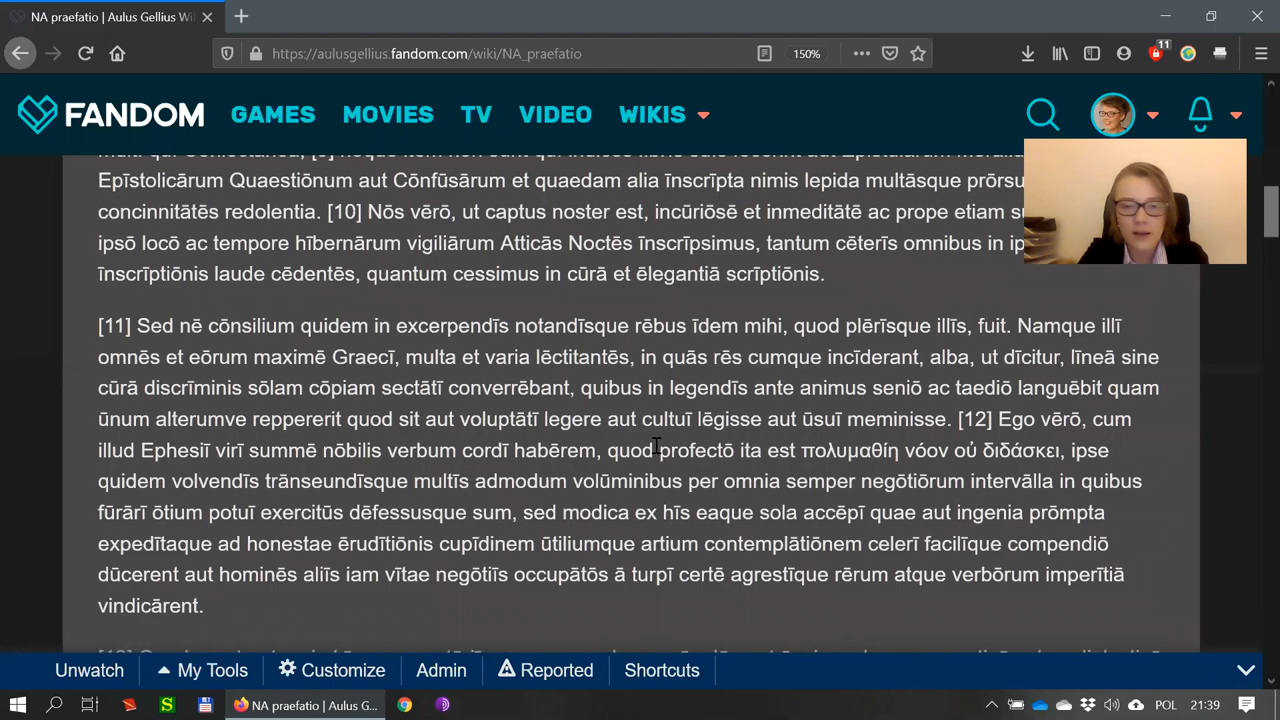 NA praefatio | Aulus Gellius Wi
https://aulusgellius.fandom.com/wiki/NA_praefatio
150%
11
FANDOM
GAMES MOVIES TV VIDEO WIKIS
Epīstolicārum Quaestiōnum aut Cōnfūsārum et quaedam alia īnscrīpta nimis lepida multāsque prōrsu
concinnitātēs redolentia. [10] Nōs vērō, ut captus noster est, incūriōsē et inmeditātē ac prope etiam su
ipsō locō ac tempore hībernārum vigiliārum Atticās Noctēs īnscrīpsimus, tantum cēterīs omnibus in ip
īnscrīptiōnis laude cēdentēs, quantum cessimus in cūrā et ēlegantiā scrīptiōnis.
[11] Sed nē cōnsilium quidem in excerpendīs notandīsque rēbus īdem mihi, quod plērīsque illīs, fuit. Namque illī
omnēs et eōrum maximē Graecī, multa et varia lēctitantēs, in quās rēs cumque incīderant, alba, ut dīcitur, līneā sine
cūrā discrīminis sōlam cōpiam sectātī converrēbant, quibus in legendīs ante animus seniō ac taediō languēbit quam
ūnum alterumve reppererit quod sit aut voluptātī legere aut cultuī lēgisse aut ūsuī meminisse. [12] Ego vērō, cum
illud Ephesiī virī summē nōbilis verbum cordī habērem, quod profectō ita est πολυμαθίη νόον οὐ διδάσκει, ipse
quidem volvendīs trānseundīsque multīs admodum volūminibus per omnia semper negōtiōrum intervālla in quibus
fūrārī ōtium potuī exercitūs dēfessusque sum, sed modica ex hīs eaque sola accēpī quae aut ingenia prōmpta
expedītaque ad honestae ērudītiōnis cupīdinem ūtiliumque artium contemplātiōnem celerī facilīque compendiō
dūcerent aut hominēs aliīs iam vītae negōtiīs occupātōs ā turpī certē agrestīque rērum atque verbōrum imperītiā
vindicārent.
Unwatch My Tools Customize Admin Reported Shortcuts
NA praefatio | Aulus G...
POL 21:39